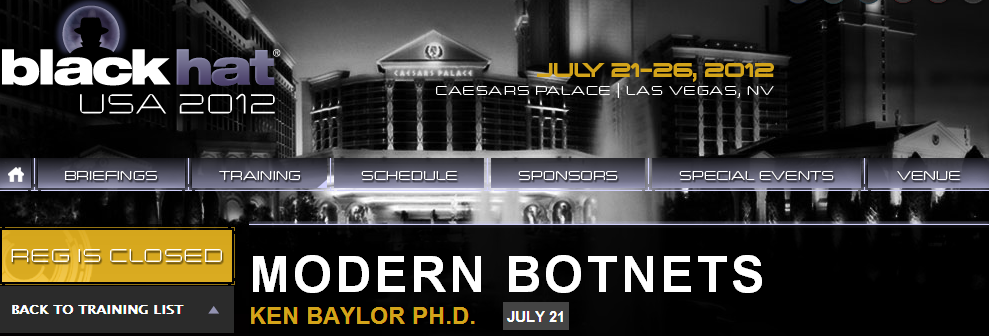 black hat®
USA 2012
CAESARS PALACE
JULY 21-26, 2012
CAESARS PALACE | LAS VEGAS, NV
BRIEFINGS
TRAINING
SCHEDULE
SPONSORS
SPECIAL EVENTS
VENUE
REG IS CLOSED
BACK TO TRAINING LIST
MODERN BOTNETS
KEN BAYLOR PH.D.
JULY 21